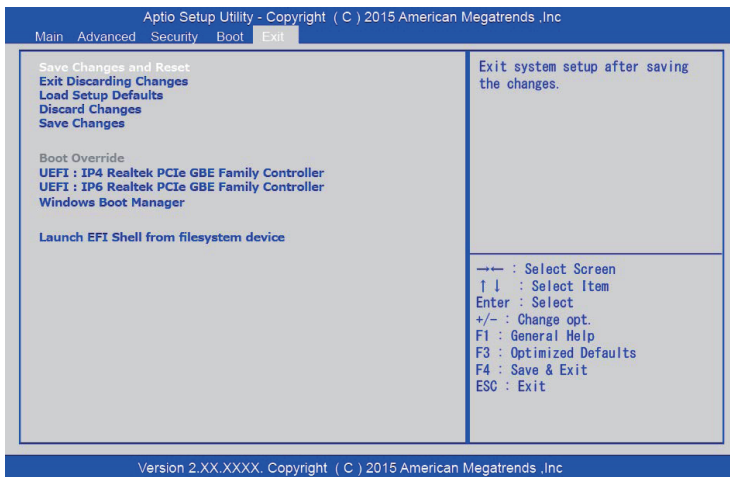 Aptio Setup Utility - Copyright ( C ) 2015 American Megatrends ,Inc
Main Advanced Security Boot Exit
Save Changes and Reset
Exit Discarding Changes
Load Setup Defaults
Discard Changes
Save Changes
Boot Override
UEFI : IP4 Realtek PCIe GBE Family Controller
UEFI : IP6 Realtek PCIe GBE Family Controller
Windows Boot Manager
Launch EFI Shell from filesystem device
Exit system setup after saving
the changes.
→← : Select Screen
↑↓ : Select Item
Enter : Select
+/- : Change opt.
F1 : General Help
F3 : Optimized Defaults
F4 : Save & Exit
ESC : Exit
Version 2.XX.XXXX. Copyright ( C ) 2015 American Megatrends ,Inc